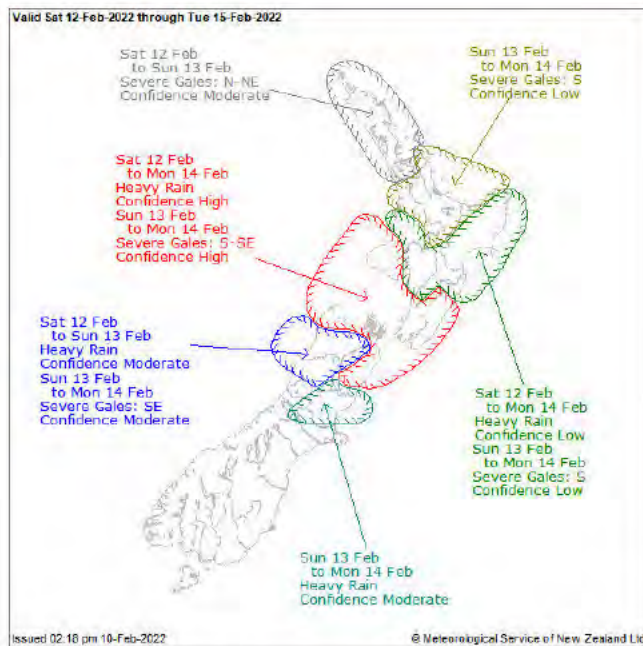 Valid Sat 12-Feb-2022 through Tue 15-Feb-2022
Sat 12 Feb
to Sun 13 Feb
Severe Gales: N-NE
Confidence Moderate
Sun 13 Feb
to Mon 14 Feb
Severe Gales: S
Confidence Low
Sat 12 Feb
to Mon 14 Feb
Heavy Rain
Confidence High
Sun 13 Feb
to Mon 14 Feb
Severe Gales: S-SE
Confidence High
Sat 12 Feb
to Sun 13 Feb
Heavy Rain
Confidence Moderate
Sun 13 Feb
to Mon 14 Feb
Severe Gales: SE
Confidence Moderate
Sat 12 Feb
to Mon 14 Feb
Heavy Rain
Confidence Low
Sun 13 Feb
to Mon 14 Feb
Severe Gales: S
Confidence Low
Sun 13 Feb
to Mon 14 Feb
Heavy Rain
Confidence Moderate
Issued 02.18 pm 10-Feb-2022
© Meteorological Service of New Zealand Ltd